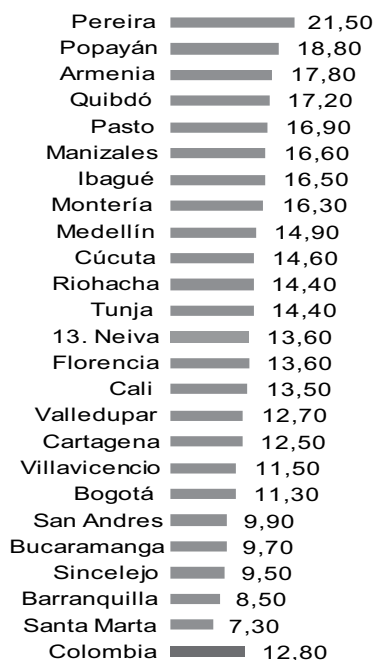 Pereira 21,50
Popayán 18,80
Armenia 17,80
Quibdó 17,20
Pasto 16,90
Manizales 16,60
Ibagué 16,50
Montería 16,30
Medellín 14,90
Cúcuta 14,60
Riohacha 14,40
Tunja 14,40
13. Neiva 13,60
Florencia 13,60
Cali 13,50
Valledupar 12,70
Cartagena 12,50
Villavicencio 11,50
Bogotá 11,30
San Andres 9,90
Bucaramanga 9,70
Sincelejo 9,50
Barranquilla 8,50
Santa Marta 7,30
Colombia 12,80